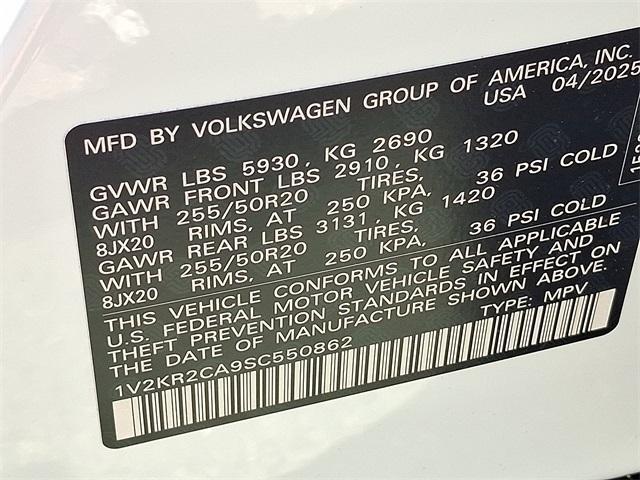 MFD BY VOLKSWAGEN GROUP OF AMERICA, INC.
USA 04/2025
GVWR LBS 5930, KG 2690
GAWR FRONT LBS 2910, KG 1320
WITH 255/50R20 TIRES,
8JX20 RIMS, AT 250 KPA, 36 PSI COLD
GAWR REAR LBS 3131, KG 1420
WITH 255/50R20 TIRES,
8JX20 RIMS, AT 250 KPA, 36 PSI COLD
THIS VEHICLE CONFORMS TO ALL APPLICABLE
U.S. FEDERAL MOTOR VEHICLE SAFETY AND
THEFT PREVENTION STANDARDS IN EFFECT ON
THE DATE OF MANUFACTURE SHOWN ABOVE.
1V2KR2CA9SC550862 TYPE: MPV